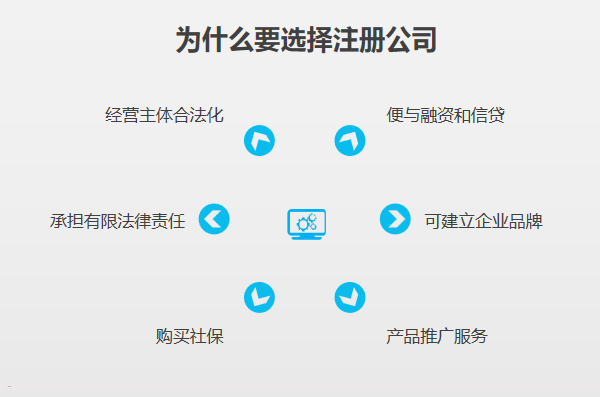 为什么要选择注册公司
经营主体合法化
便与融资和信贷
承担有限法律责任
可建立企业品牌
购买社保
产品推广服务